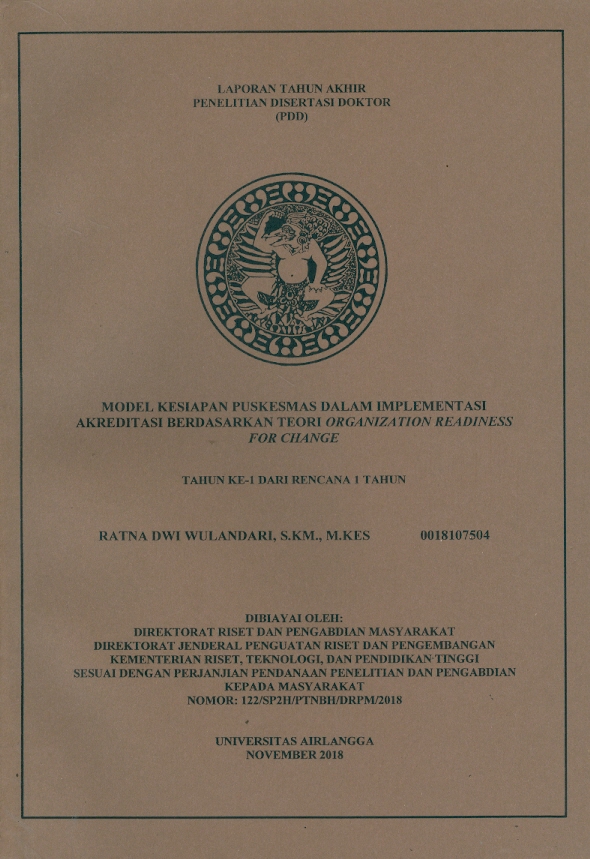 LAPORAN TAHUN AKHIR
PENELITIAN DISERTASI DOKTOR
(PDD)
MODEL KESIAPAN PUSKESMAS DALAM IMPLEMENTASI
AKREDITASI BERDASARKAN TEORI ORGANIZATION READINESS
FOR CHANGE
TAHUN KE-1 DARI RENCANA 1 TAHUN
RATNA DWI WULANDARI, S.KM., M.KES 0018107504
DIBIAYAI OLEH:
DIREKTORAT RISET DAN PENGABDIAN MASYARAKAT
DIREKTORAT JENDERAL PENGUATAN RISET DAN PENGEMBANGAN
KEMENTERIAN RISET, TEKNOLOGI, DAN PENDIDIKAN TINGGI
SESUAI DENGAN PERJANJIAN PENDANAAN PENELITIAN DAN PENGABDIAN
KEPADA MASYARAKAT
NOMOR: 122/SP2H/PTNBH/DRPM/2018
UNIVERSITAS AIRLANGGA
NOVEMBER 2018